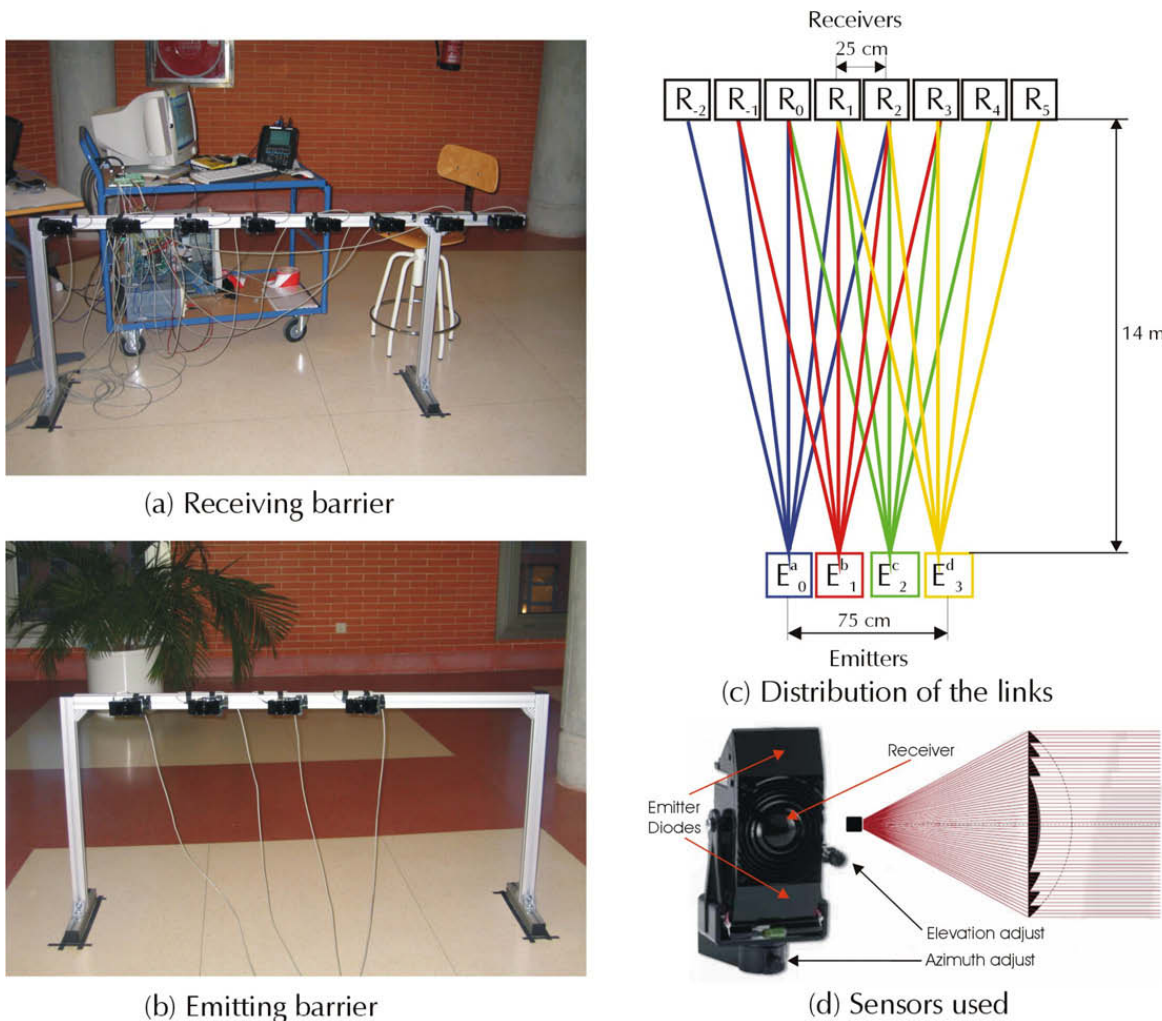 (a) Receiving barrier
(b) Emitting barrier
Receivers
25 cm
R-2 R-1 R0 R1 R2 R3 R4 R5
14 m
Ea0 Eb1 Ec2 Ed3
75 cm
Emitters
(c) Distribution of the links
Receiver
Emitter
Diodes
Elevation adjust
Azimuth adjust
(d) Sensors used